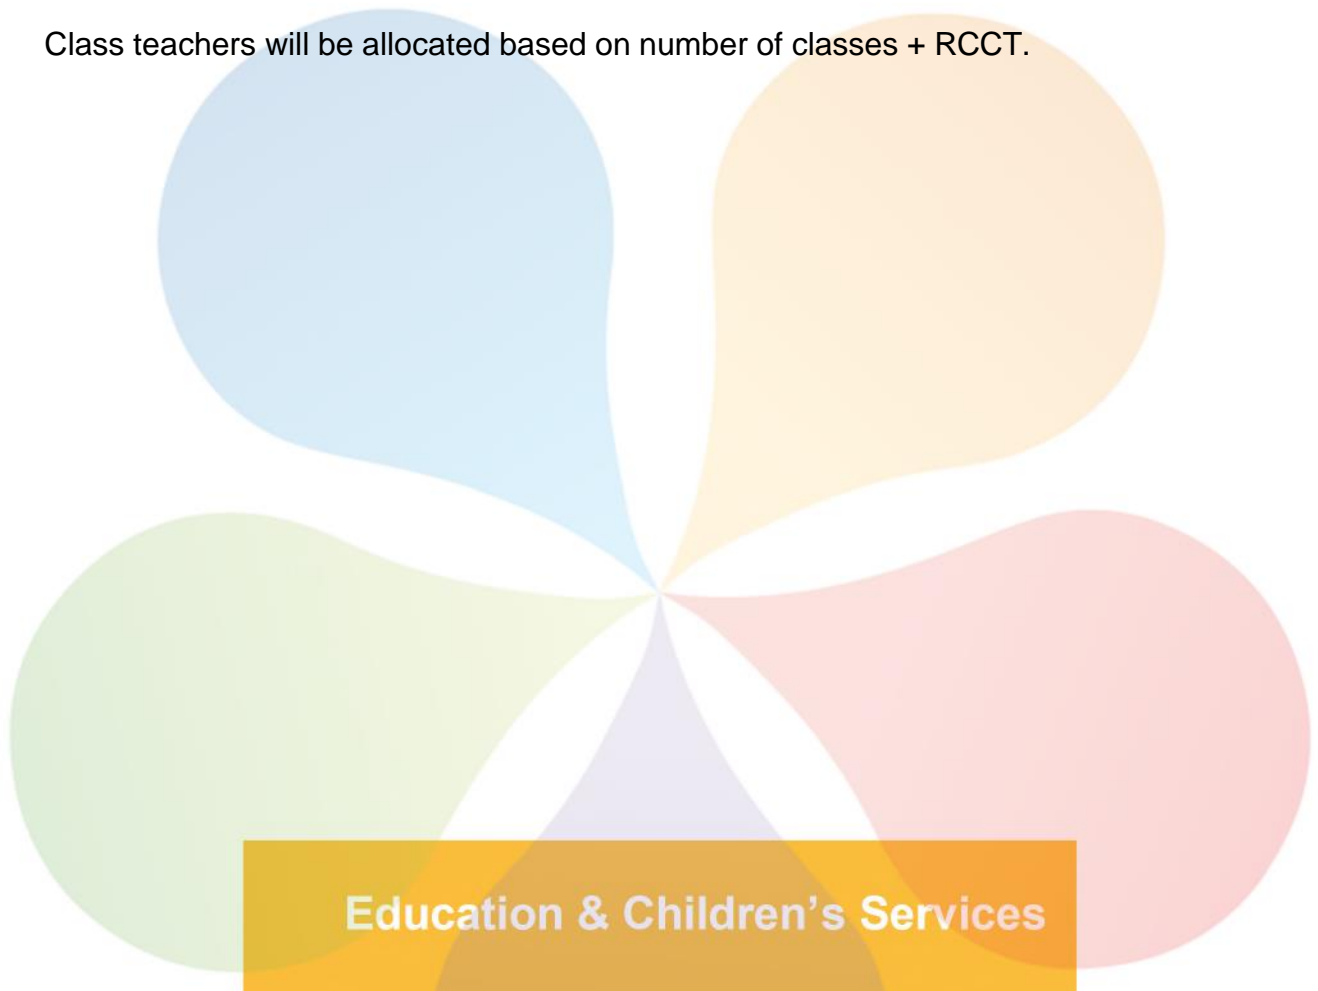 Class teachers will be allocated based on number of classes + RCCT.
Education & Children’s Services